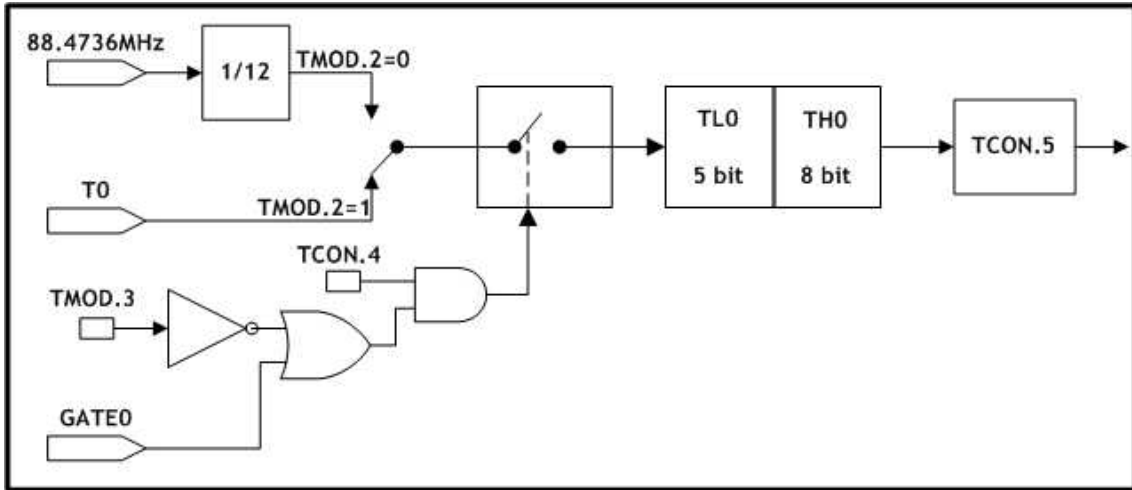 88.4736MHz
1/12
TMOD.2=0
T0
TMOD.2=1
TL0
5 bit
TH0
8 bit
TCON.5
TCON.4
TMOD.3
GATE0